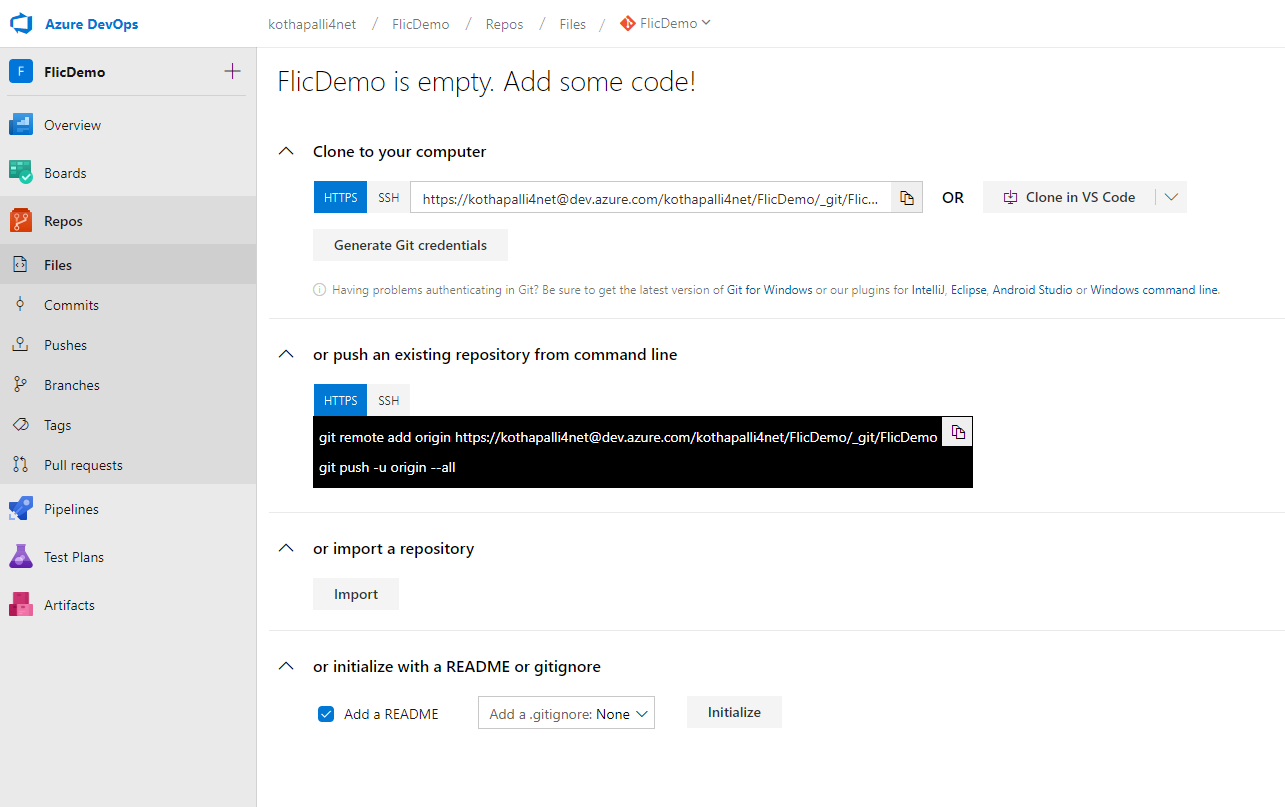 Azure DevOps
kothapalli4net / FlicDemo / Repos / Files / FlicDemo
F FlicDemo
Overview
Boards
Repos
Files
Commits
Pushes
Branches
Tags
Pull requests
Pipelines
Test Plans
Artifacts
FlicDemo is empty. Add some code!
Clone to your computer
HTTPS SSH https://kothapalli4net@dev.azure.com/kothapalli4net/FlicDemo/_git/Flic... OR Clone in VS Code
Generate Git credentials
Having problems authenticating in Git? Be sure to get the latest version of Git for Windows or our plugins for IntelliJ, Eclipse, Android Studio or Windows command line.
or push an existing repository from command line
HTTPS SSH
git remote add origin https://kothapalli4net@dev.azure.com/kothapalli4net/FlicDemo/_git/FlicDemo
git push -u origin --all
or import a repository
Import
or initialize with a README or gitignore
Add a README Add a .gitignore: None Initialize